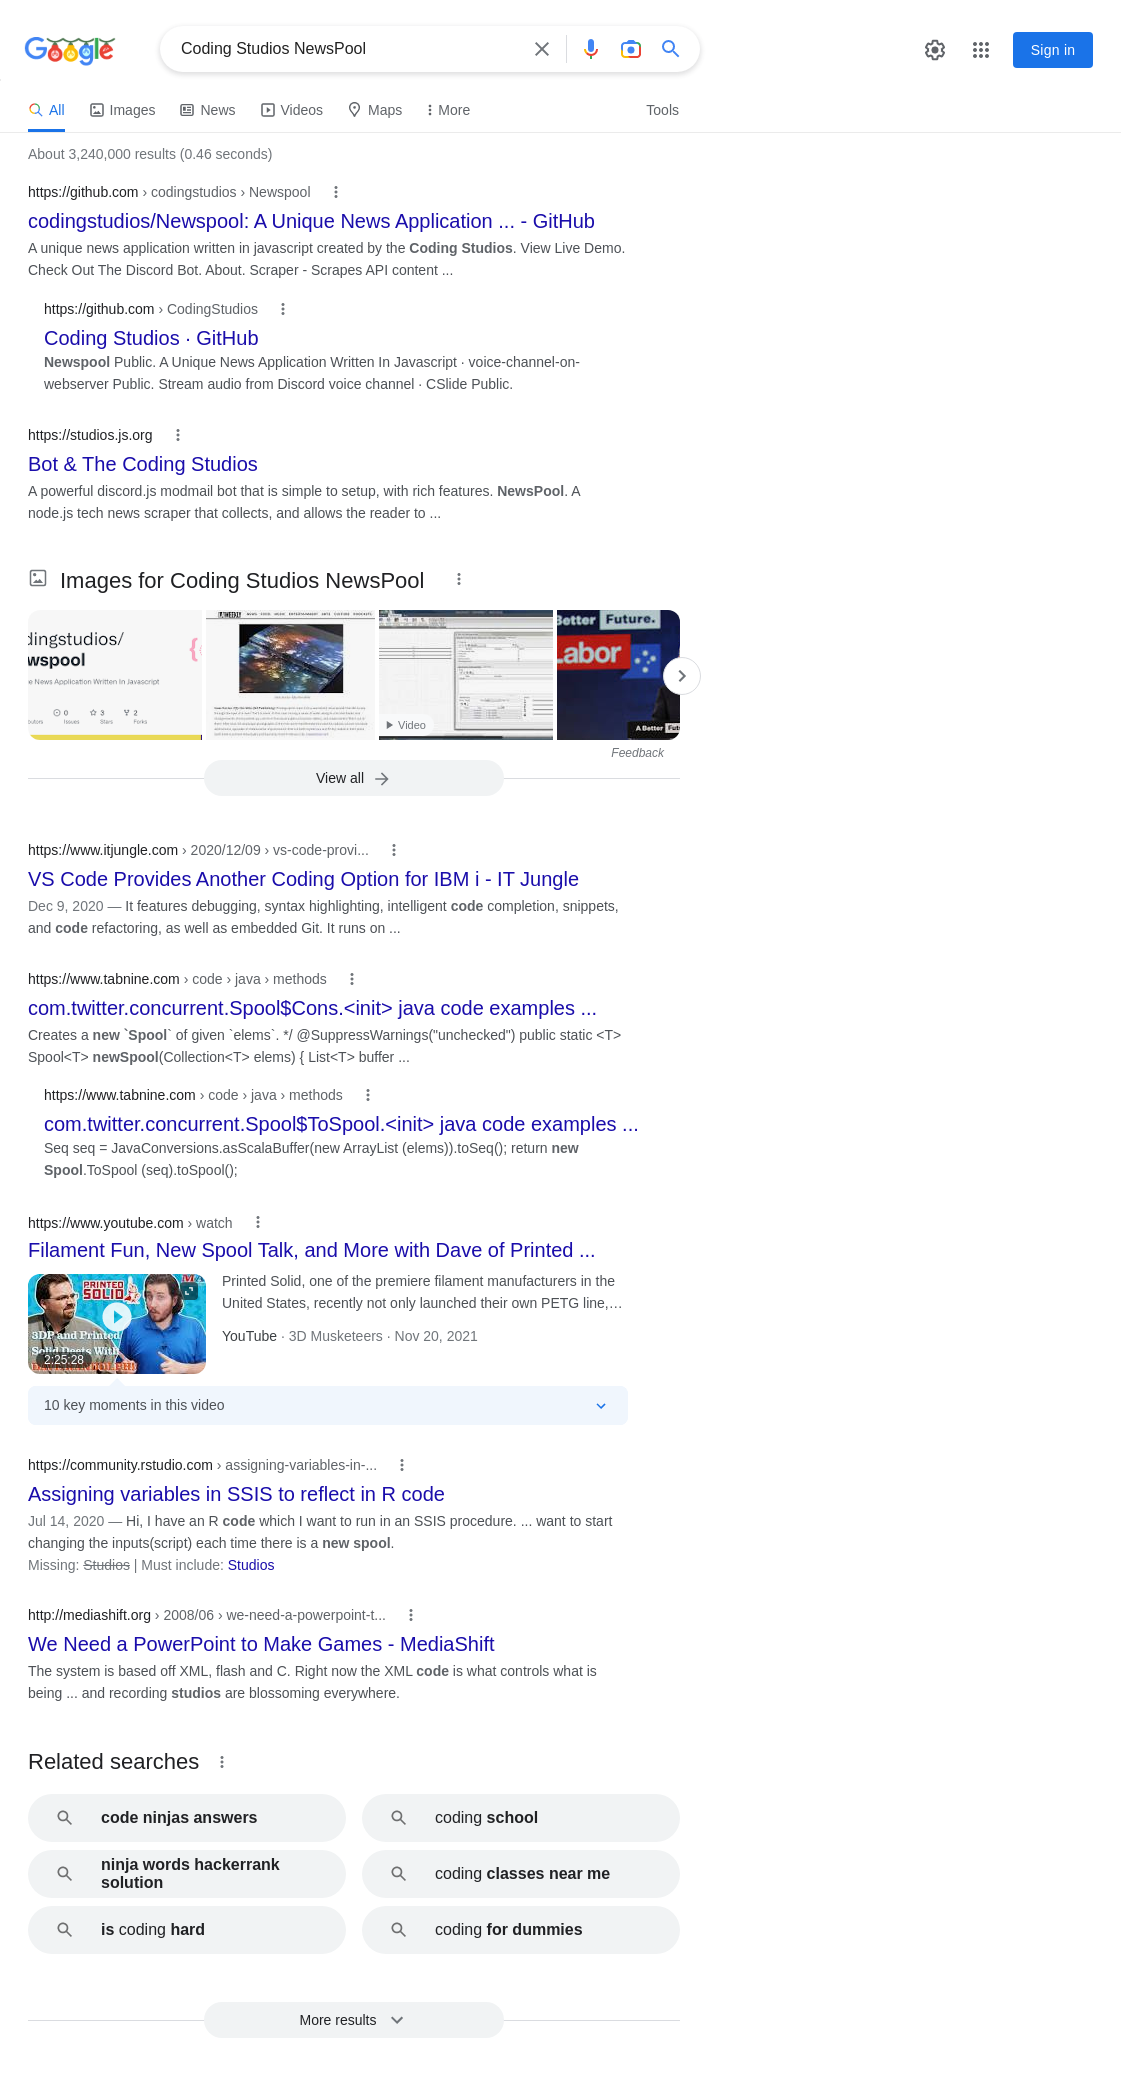 Google
Coding Studios NewsPool
Sign in
All
Images
News
Videos
Maps
More
Tools
About 3,240,000 results (0.46 seconds)
https://github.com › codingstudios › Newspool
codingstudios/Newspool: A Unique News Application ... - GitHub
A unique news application written in javascript created by the Coding Studios. View Live Demo.
Check Out The Discord Bot. About. Scraper - Scrapes API content ...
https://github.com › CodingStudios
Coding Studios · GitHub
Newspool Public. A Unique News Application Written In Javascript · voice-channel-on-
webserver Public. Stream audio from Discord voice channel · CSlide Public.
https://studios.js.org
Bot & The Coding Studios
A powerful discord.js modmail bot that is simple to setup, with rich features. NewsPool. A
node.js tech news scraper that collects, and allows the reader to ...
Images for Coding Studios NewsPool
dingstudios/
wspool
e News Application Written In Javascript
0
3
2
Issues
Stars
Forks
Video
Better Future.
Labor
A Better Fut
Feedback
View all
https://www.itjungle.com › 2020/12/09 › vs-code-provi...
VS Code Provides Another Coding Option for IBM i - IT Jungle
Dec 9, 2020 — It features debugging, syntax highlighting, intelligent code completion, snippets,
and code refactoring, as well as embedded Git. It runs on ...
https://www.tabnine.com › code › java › methods
com.twitter.concurrent.Spool$Cons.<init> java code examples ...
Creates a new `Spool` of given `elems`. */ @SuppressWarnings("unchecked") public static <T>
Spool<T> newSpool(Collection<T> elems) { List<T> buffer ...
https://www.tabnine.com › code › java › methods
com.twitter.concurrent.Spool$ToSpool.<init> java code examples ...
Seq seq = JavaConversions.asScalaBuffer(new ArrayList (elems)).toSeq(); return new
Spool.ToSpool (seq).toSpool();
https://www.youtube.com › watch
Filament Fun, New Spool Talk, and More with Dave of Printed ...
PRINTED
SOLID
3DP and Printed
Solid Deets With
2:25:28
Printed Solid, one of the premiere filament manufacturers in the
United States, recently not only launched their own PETG line,…
YouTube · 3D Musketeers · Nov 20, 2021
10 key moments in this video
https://community.rstudio.com › assigning-variables-in-...
Assigning variables in SSIS to reflect in R code
Jul 14, 2020 — Hi, I have an R code which I want to run in an SSIS procedure. ... want to start
changing the inputs(script) each time there is a new spool.
Missing: Studios | Must include: Studios
http://mediashift.org › 2008/06 › we-need-a-powerpoint-t...
We Need a PowerPoint to Make Games - MediaShift
The system is based off XML, flash and C. Right now the XML code is what controls what is
being ... and recording studios are blossoming everywhere.
Related searches
code ninjas answers
coding school
ninja words hackerrank
solution
coding classes near me
is coding hard
coding for dummies
More results